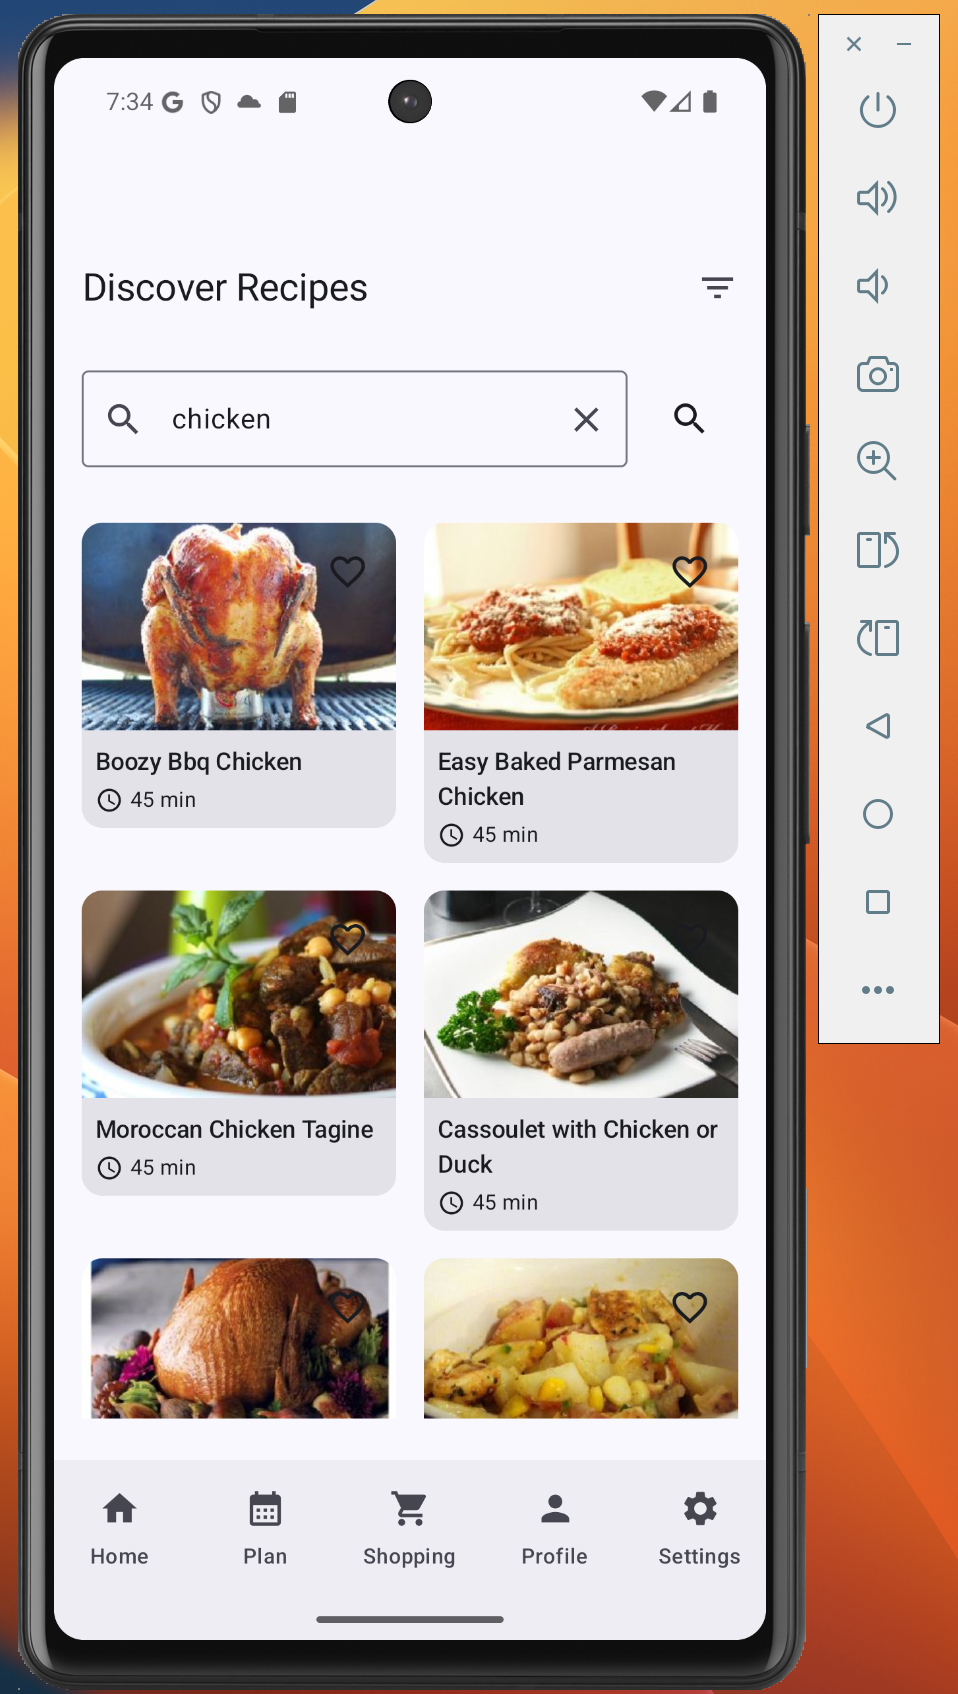 7:34
Discover Recipes
chicken
Boozy Bbq Chicken
45 min
Easy Baked Parmesan
Chicken
45 min
Moroccan Chicken Tagine
45 min
Cassoulet with Chicken or
Duck
45 min
Home
Plan
Shopping
Profile
Settings